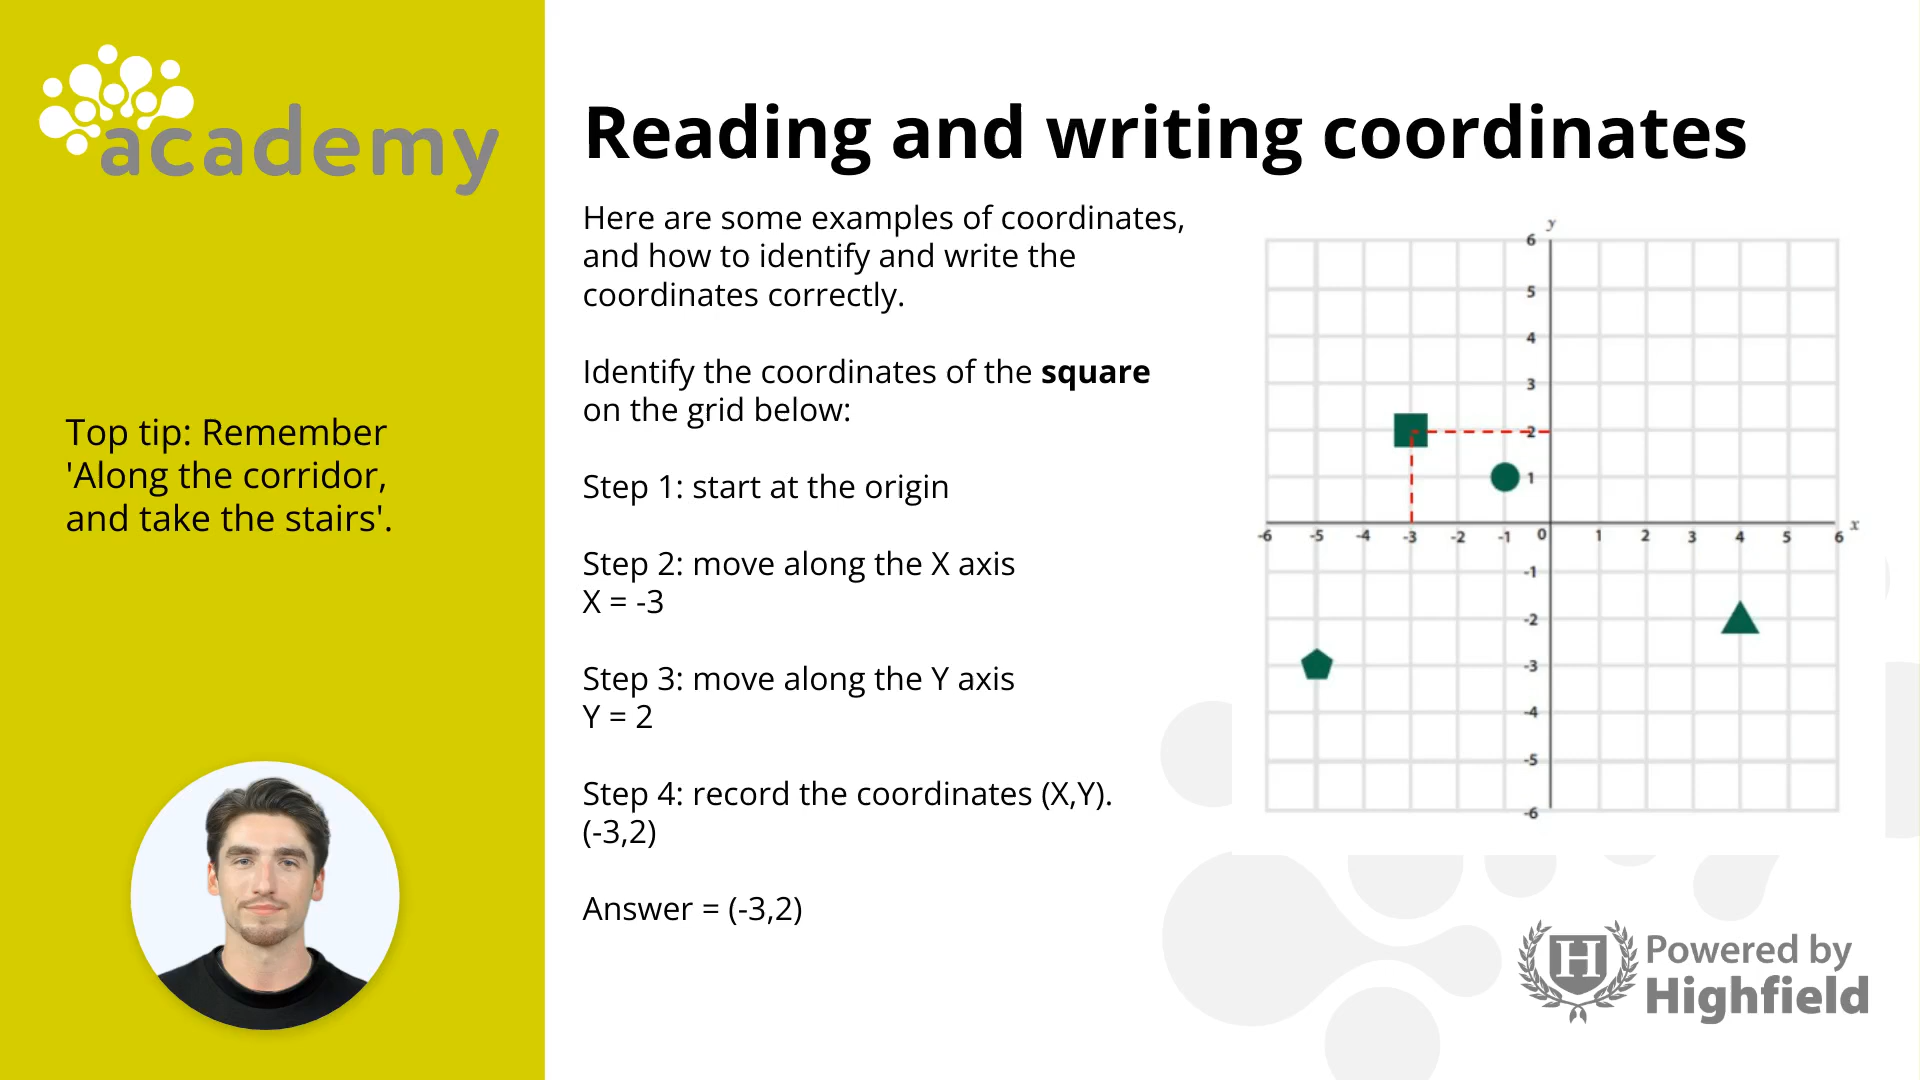 academy
Top tip: Remember
'Along the corridor,
and take the stairs'.
Reading and writing coordinates
Here are some examples of coordinates,
and how to identify and write the
coordinates correctly.
Identify the coordinates of the square
on the grid below:
Step 1: start at the origin
Step 2: move along the X axis
X = -3
Step 3: move along the Y axis
Y = 2
Step 4: record the coordinates (X,Y).
(-3,2)
Answer = (-3,2)
y
6
5
4
3
2
1
-6 -5 -4 -3 -2 -1 0 1 2 3 4 5 6 x
-1
-2
-3
-4
-5
-6
H
Powered by
Highfield